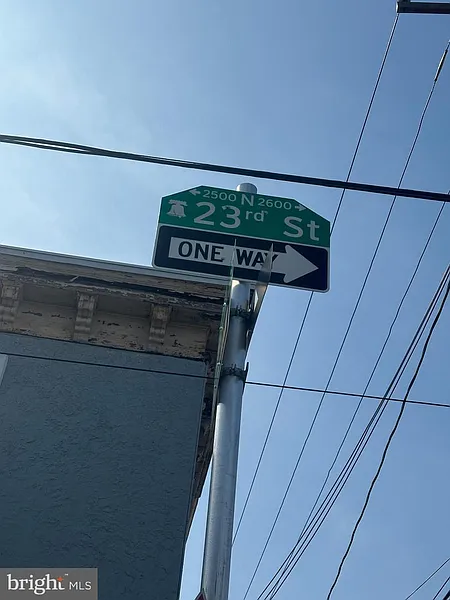 ← 2500 N 2600 →
23rd St
ONE WAY
bright MLS